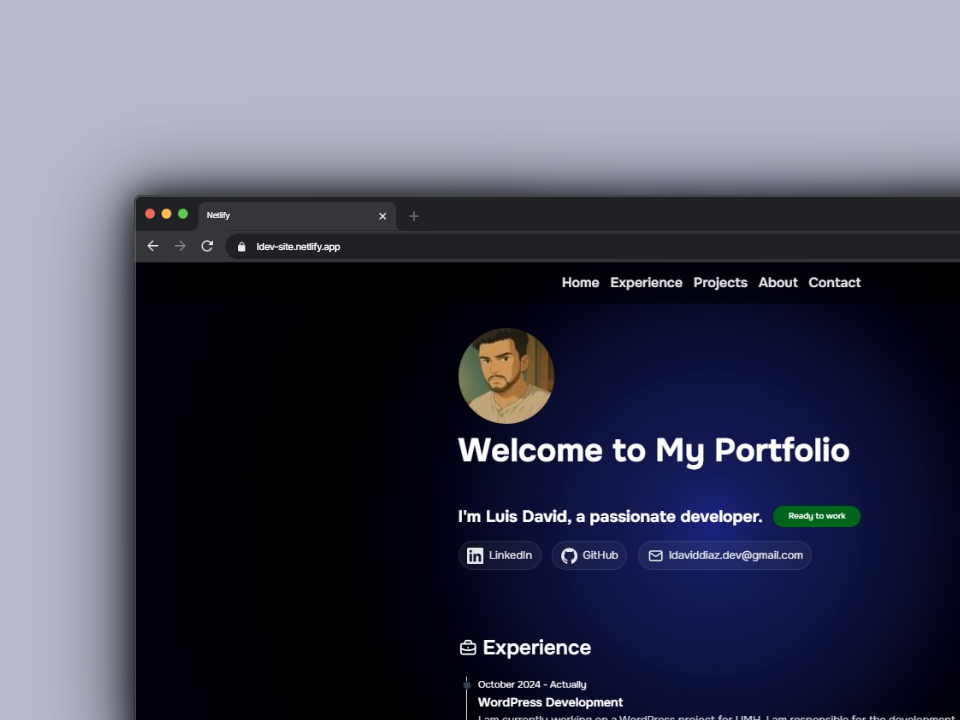 Netlify
ldev-site.netlify.app
Home Experience Projects About Contact
Welcome to My Portfolio
I'm Luis David, a passionate developer. Ready to work
LinkedIn GitHub ldaviddiaz.dev@gmail.com
Experience
October 2024 - Actually
WordPress Development
I am currently working on a WordPress project for UMH. I am responsible for the development